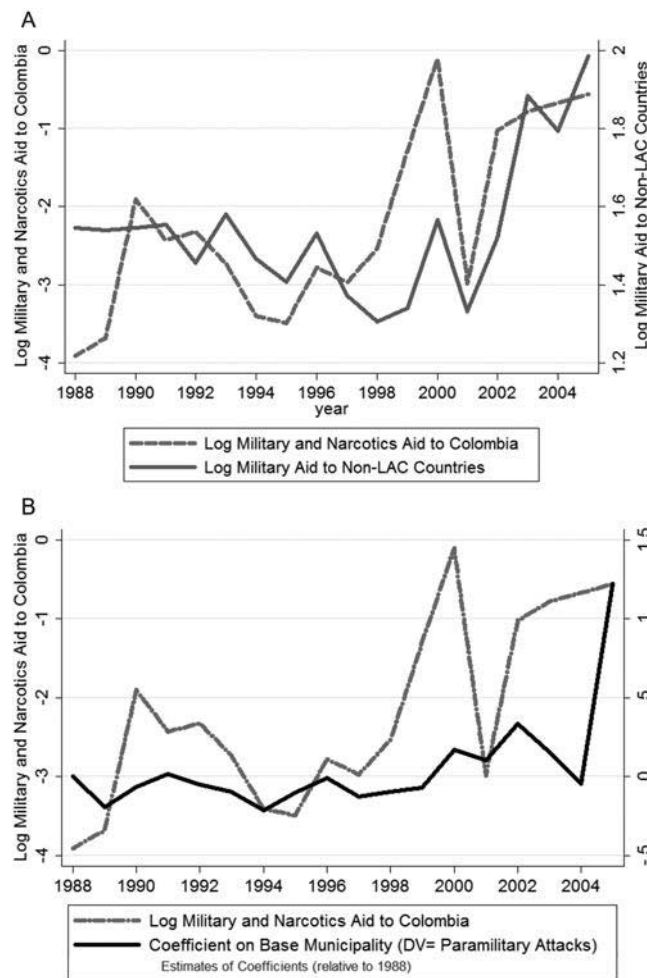 A
Log Military and Narcotics Aid to Colombia
0
-1
-2
-3
-4
2
1.8
1.6
1.4
1.2
Log Military Aid to Non-LAC Countries
1988 1990 1992 1994 1996 1998 2000 2002 2004
year
Log Military and Narcotics Aid to Colombia
Log Military Aid to Non-LAC Countries
B
Log Military and Narcotics Aid to Colombia
0
-1
-2
-3
-4
1.5
1
.5
0
-.5
1988 1990 1992 1994 1996 1998 2000 2002 2004
Log Military and Narcotics Aid to Colombia
Coefficient on Base Municipality (DV= Paramilitary Attacks)
Estimates of Coefficients (relative to 1988)